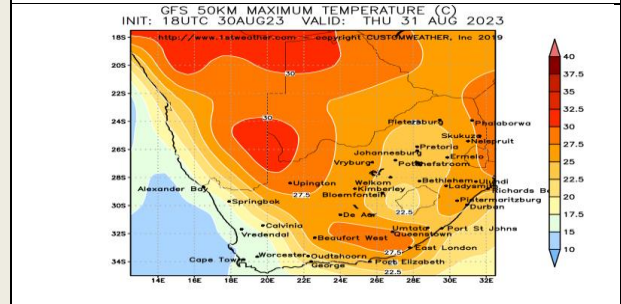 GFS 50KM MAXIMUM TEMPERATURE (C)
INIT: 18UTC 30AUG23 VALID: THU 31 AUG 2023
http://www.1stweather.com - copyright CUSTOMWEATHER, Inc 2019
18S
20S
22S
24S
26S
28S
30S
32S
34S
14E 16E 18E 20E 22E 24E 26E 28E 30E 32E
30
30
Pietersburg
Phalaborwa
Skukuza
Nelspruit
Pretoria
Johannesburg
Ermelo
Potchefstroom
Vryburg
Welkom
Bethlehem
Ulundi
Ladysmith
Richards B
Kimberley
Bloemfontein
Upington
27.5
Alexander Bay
Springbok
Pietermaritzburg
Durban
22.5
De Aar
Calvinia
Vredendal
Umtata
Port St Johns
Queenstown
Beaufort West
27.5
East London
Cape Town
Worcester
Oudtshoorn
George
Port Elizabeth
22.5
40
37.5
35
32.5
30
27.5
25
22.5
20
17.5
15
10